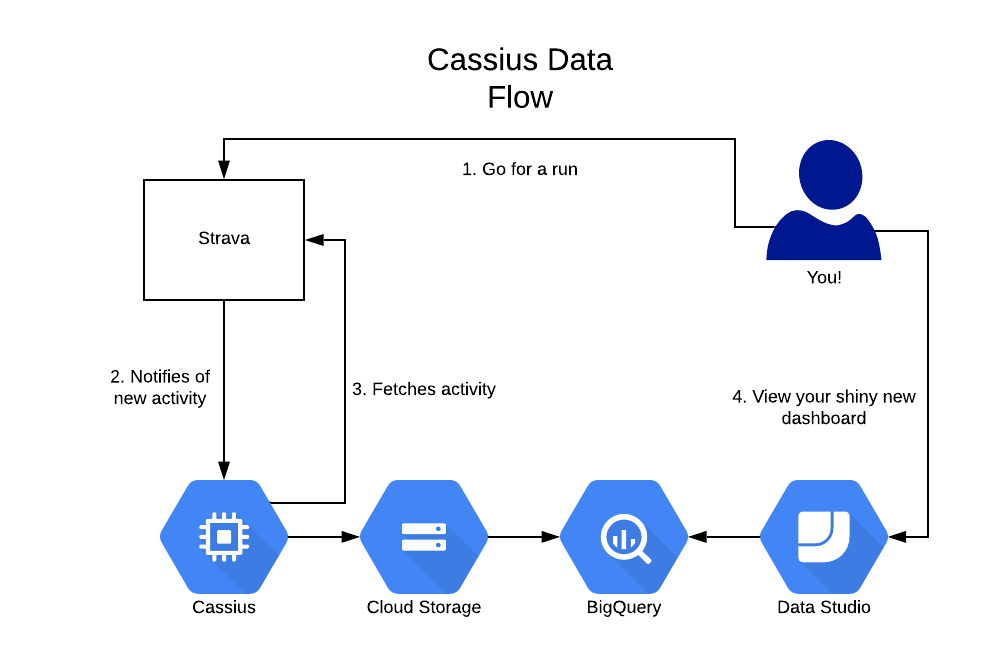 Cassius Data
Flow
1. Go for a run
Strava
You!
2. Notifies of
new activity
3. Fetches activity
4. View your shiny new
dashboard
Cassius
Cloud Storage
BigQuery
Data Studio